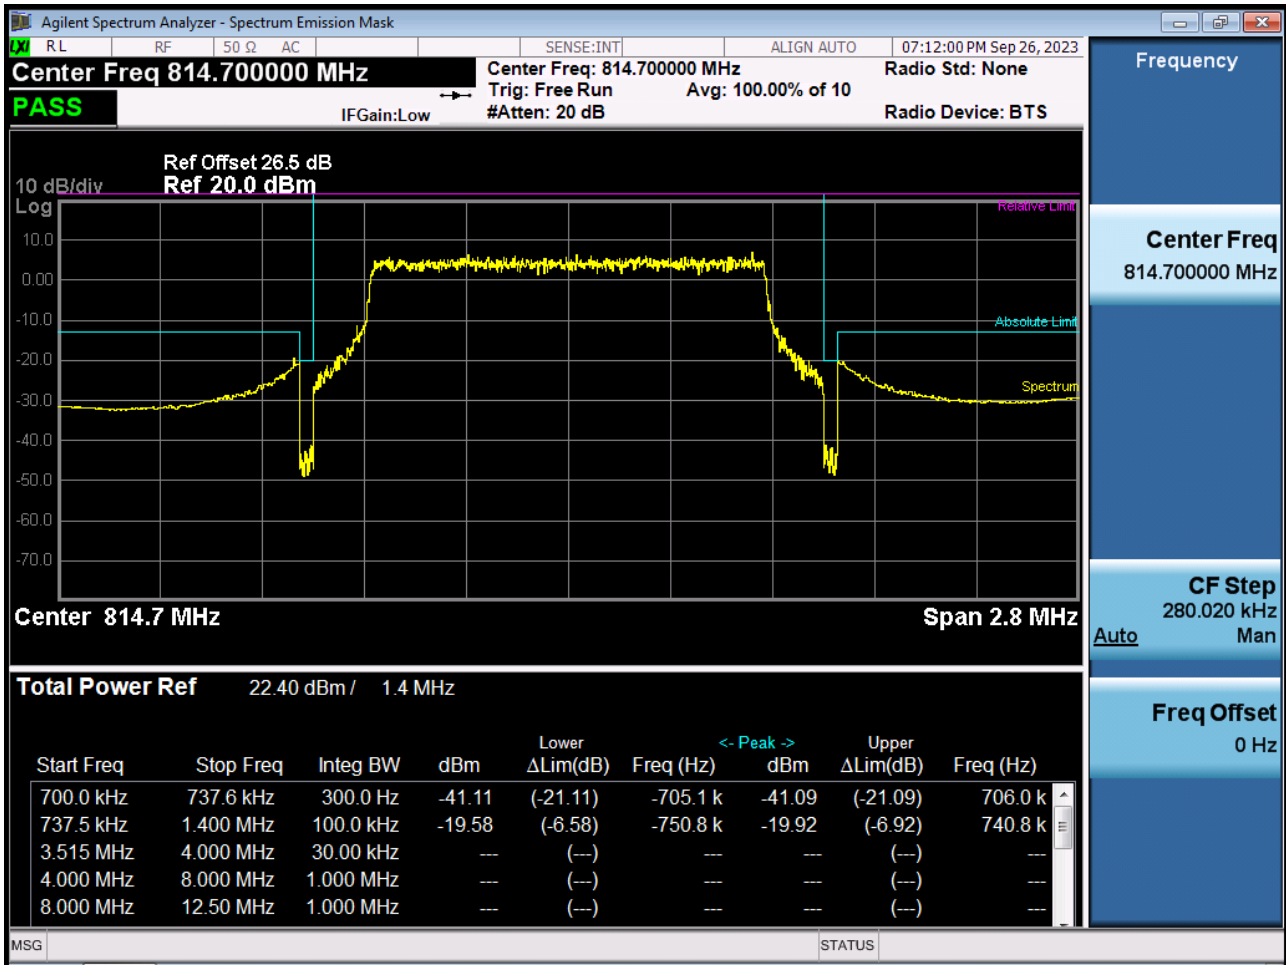 Agilent Spectrum Analyzer - Spectrum Emission Mask
LXI RL RF 50 Ω AC SENSE:INT ALIGN AUTO 07:12:00 PM Sep 26, 2023
Center Freq 814.700000 MHz
Center Freq: 814.700000 MHz
Radio Std: None
Trig: Free Run Avg: 100.00% of 10
PASS
IFGain:Low
#Atten: 20 dB
Radio Device: BTS
Ref Offset 26.5 dB
10 dB/div Ref 20.0 dBm
Log
Relative Limit
10.0
0.00
-10.0
Absolute Limit
-20.0
Spectrum
-30.0
-40.0
-50.0
-60.0
-70.0
Center 814.7 MHz Span 2.8 MHz
Total Power Ref 22.40 dBm / 1.4 MHz
Lower <- Peak -> Upper
Start Freq Stop Freq Integ BW dBm ΔLim(dB) Freq (Hz) dBm ΔLim(dB) Freq (Hz)
700.0 kHz 737.6 kHz 300.0 Hz -41.11 (-21.11) -705.1 k -41.09 (-21.09) 706.0 k
737.5 kHz 1.400 MHz 100.0 kHz -19.58 (-6.58) -750.8 k -19.92 (-6.92) 740.8 k
3.515 MHz 4.000 MHz 30.00 kHz --- (---) --- --- (---) ---
4.000 MHz 8.000 MHz 1.000 MHz --- (---) --- --- (---) ---
8.000 MHz 12.50 MHz 1.000 MHz --- (---) --- --- (---) ---
MSG STATUS
Frequency
Center Freq
814.700000 MHz
CF Step
280.020 kHz
Auto Man
Freq Offset
0 Hz